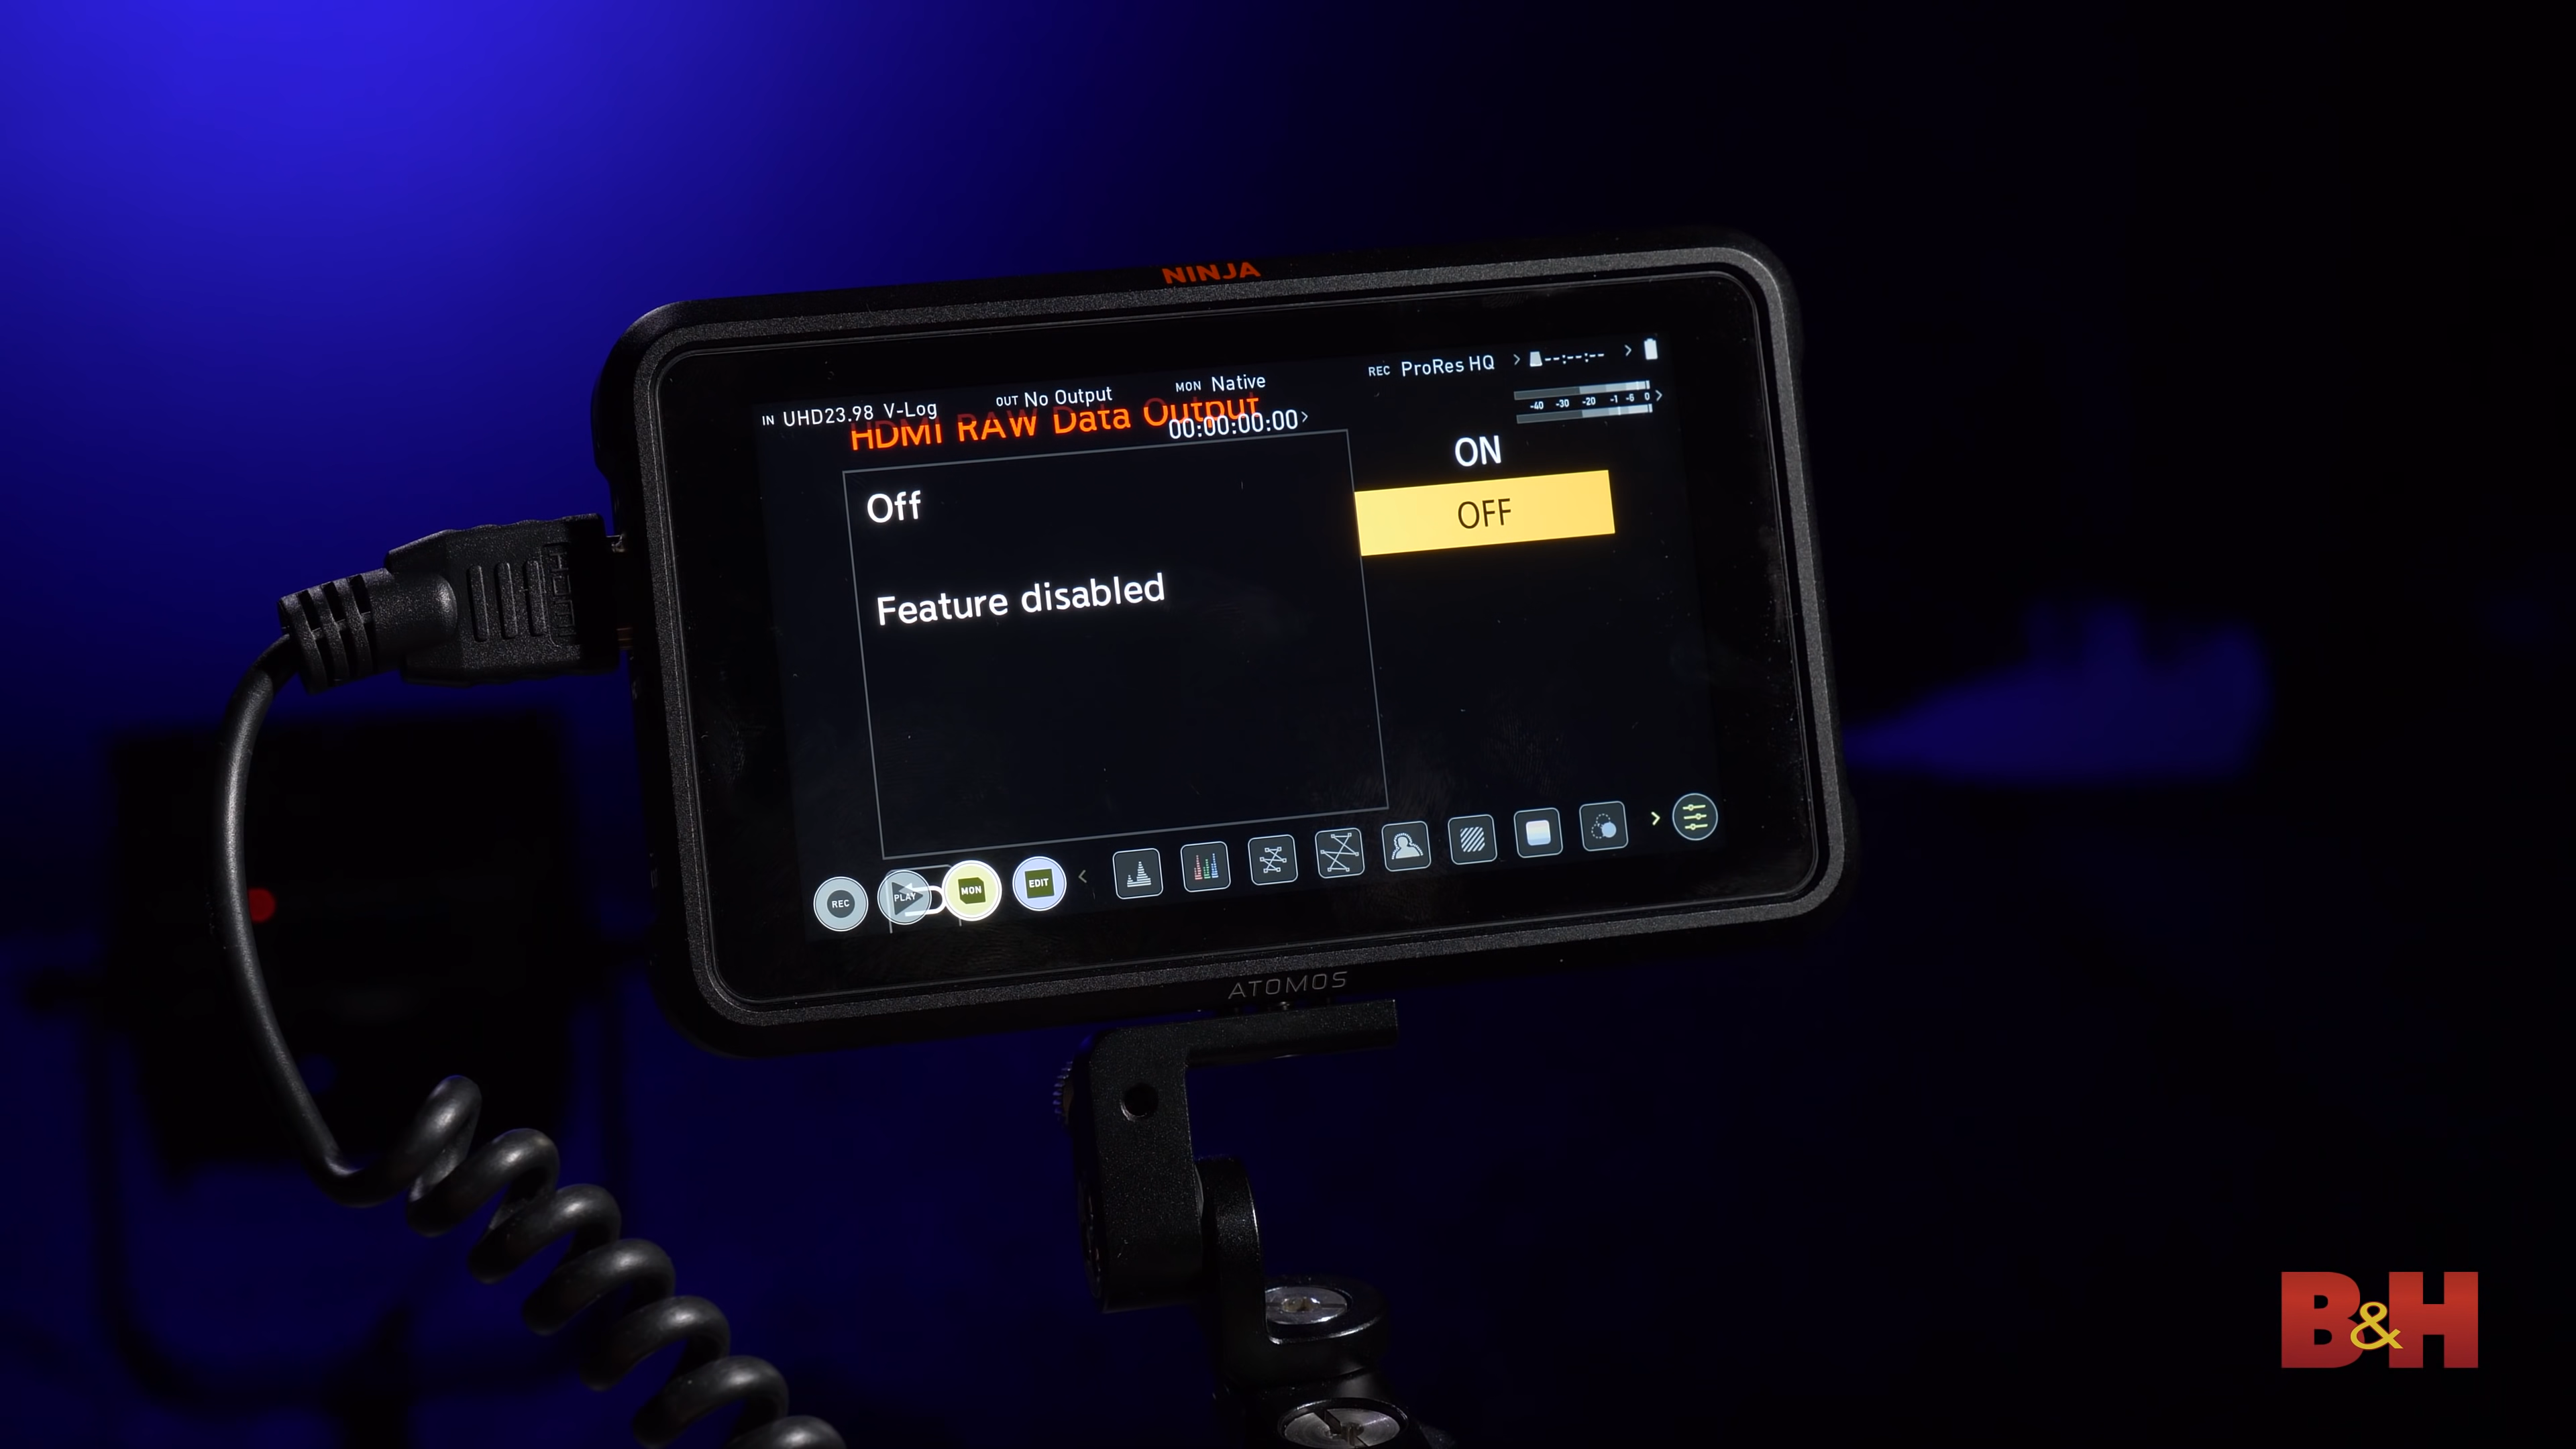 NINJA
IN UHD23.98 V-Log
OUT No Output
MON Native
REC ProRes HQ
--:--:--
HDMI RAW Data Output
00:00:00:00
-40 -30 -20 -1 -6 0
ON
Off
OFF
Feature disabled
REC
PLAY
MON
EDIT
ATOMOS
B&H